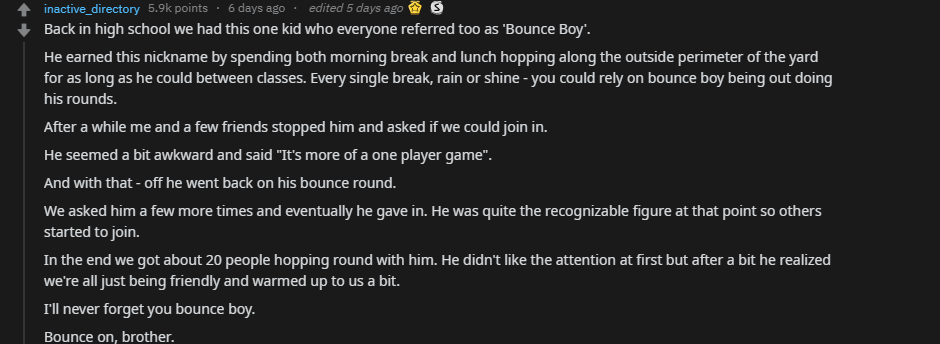 inactive_directory 5.9k points · 6 days ago · edited 5 days ago S
Back in high school we had this one kid who everyone referred too as 'Bounce Boy'.
He earned this nickname by spending both morning break and lunch hopping along the outside perimeter of the yard
for as long as he could between classes. Every single break, rain or shine - you could rely on bounce boy being out doing
his rounds.
After a while me and a few friends stopped him and asked if we could join in.
He seemed a bit awkward and said "It's more of a one player game".
And with that - off he went back on his bounce round.
We asked him a few more times and eventually he gave in. He was quite the recognizable figure at that point so others
started to join.
In the end we got about 20 people hopping round with him. He didn't like the attention at first but after a bit he realized
we're all just being friendly and warmed up to us a bit.
I'll never forget you bounce boy.
Bounce on, brother.